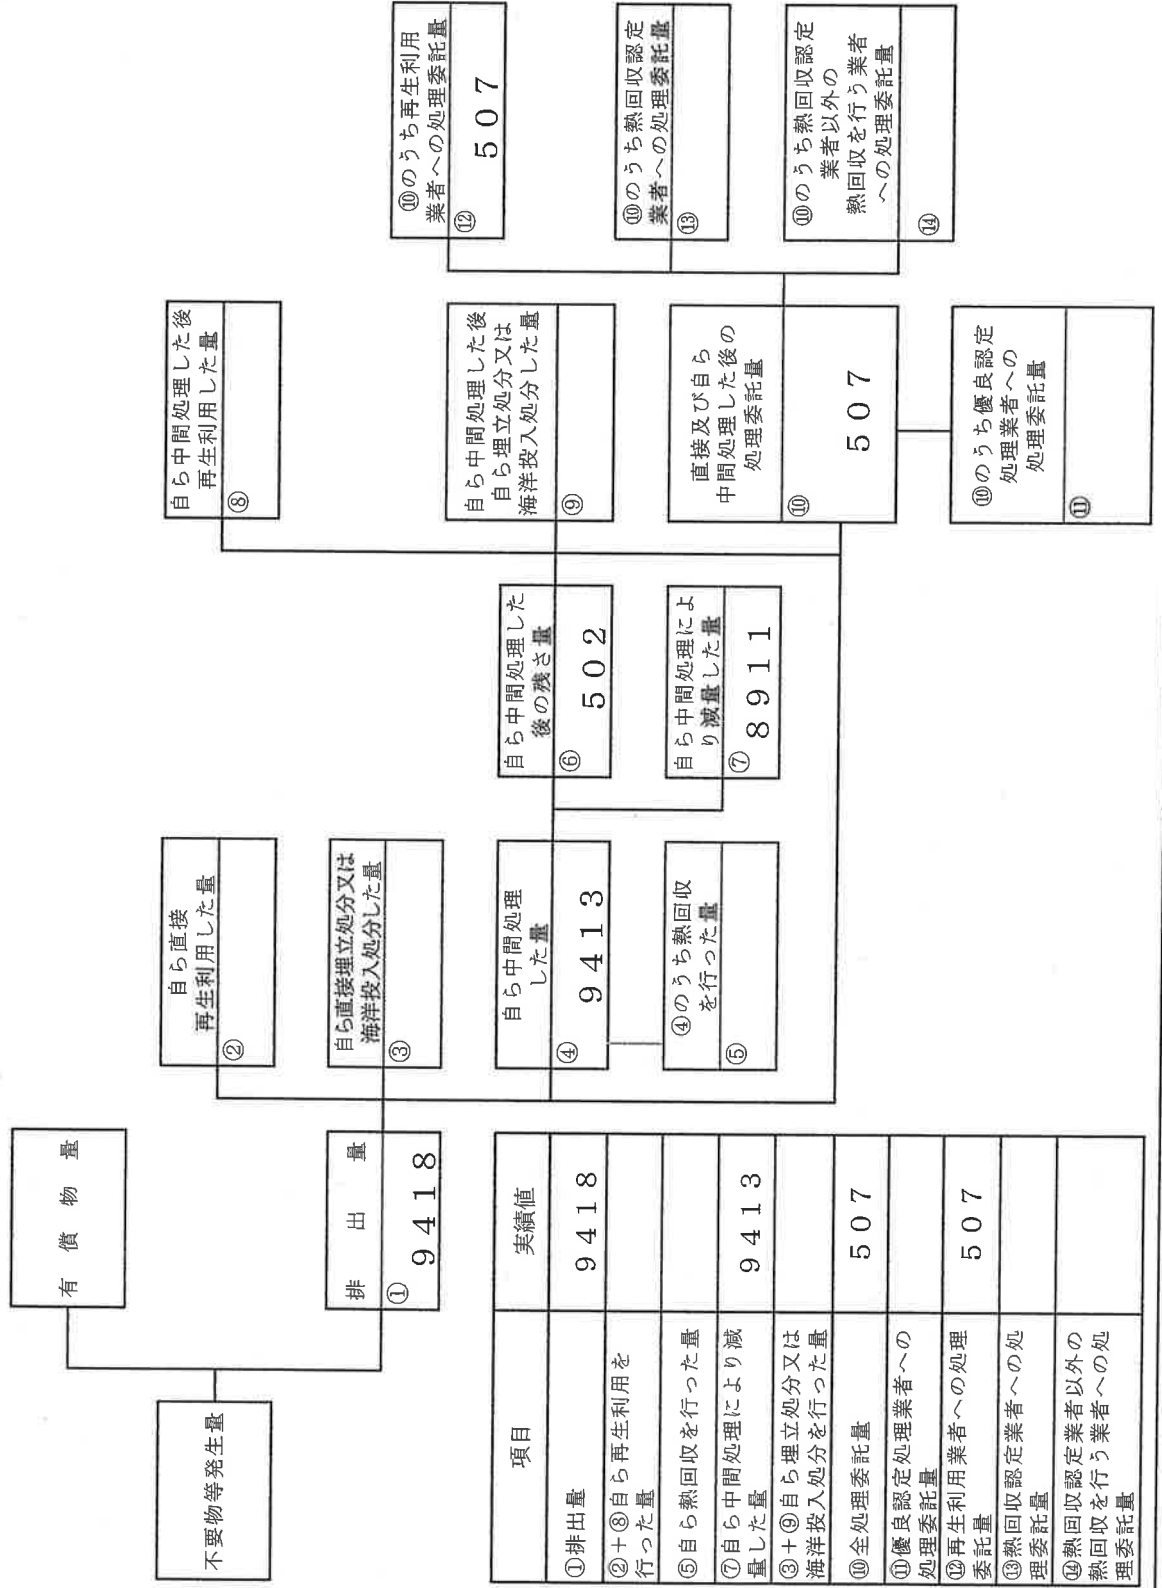 有償物量
不要物等発生量
排出量
①
9418
自ら直接
再生利用した量
②
自ら直接埋立処分又は
海洋投入処分した量
③
自ら中間処理
した量
④
9413
④のうち熱回収
を行った量
⑤
自ら中間処理した
後の残さ量
⑥
502
自ら中間処理によ
り減量した量
⑦
8911
自ら中間処理した後
再生利用した量
⑧
自ら中間処理した後
自ら埋立処分又は
海洋投入処分した量
⑨
直接及び自ら
中間処理した後の
処理委託量
⑩
507
⑩のうち優良認定
処理業者への
処理委託量
⑪
⑩のうち再生利用
業者への処理委託量
⑫
507
⑩のうち熱回収認定
業者への処理委託量
⑬
⑩のうち熱回収認定
業者以外の
熱回収を行う業者
への処理委託量
⑭
項目 実績値
①排出量 9418
②+⑧自ら再生利用を
行った量
⑤自ら熱回収を行った量
⑦自ら中間処理により減
量した量 9413
③+⑨自ら埋立処分又は
海洋投入処分を行った量
⑩全処理委託量 507
⑪優良認定処理業者への
処理委託量
⑫再生利用業者への処理
委託量 507
⑬熱回収認定業者への処
理委託量
⑭熱回収認定業者以外の
熱回収を行う業者への処
理委託量